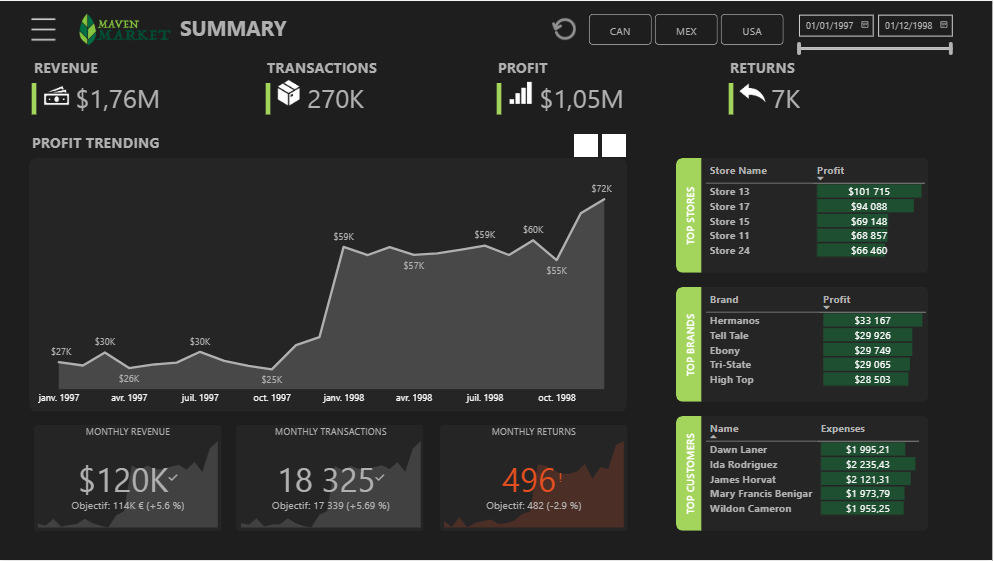 MAVEN
MARKET
SUMMARY
CAN
MEX
USA
01/01/1997
01/12/1998
REVENUE
$1,76M
TRANSACTIONS
270K
PROFIT
$1,05M
RETURNS
7K
PROFIT TRENDING
$27K
$30K
$26K
$30K
$25K
$59K
$57K
$59K
$60K
$55K
$72K
janv. 1997
avr. 1997
juil. 1997
oct. 1997
janv. 1998
avr. 1998
juil. 1998
oct. 1998
MONTHLY REVENUE
$120K
Objectif: 114K € (+5.6 %)
MONTHLY TRANSACTIONS
18 325
Objectif: 17 339 (+5.69 %)
MONTHLY RETURNS
496!
Objectif: 482 (-2.9 %)
TOP STORES
Store Name Profit
Store 13 $101 715
Store 17 $94 088
Store 15 $69 148
Store 11 $68 857
Store 24 $66 460
TOP BRANDS
Brand Profit
Hermanos $33 167
Tell Tale $29 926
Ebony $29 749
Tri-State $29 065
High Top $28 503
TOP CUSTOMERS
Name Expenses
Dawn Laner $1 995,21
Ida Rodriguez $2 235,43
James Horvat $2 121,31
Mary Francis Benigar $1 973,79
Wildon Cameron $1 955,25